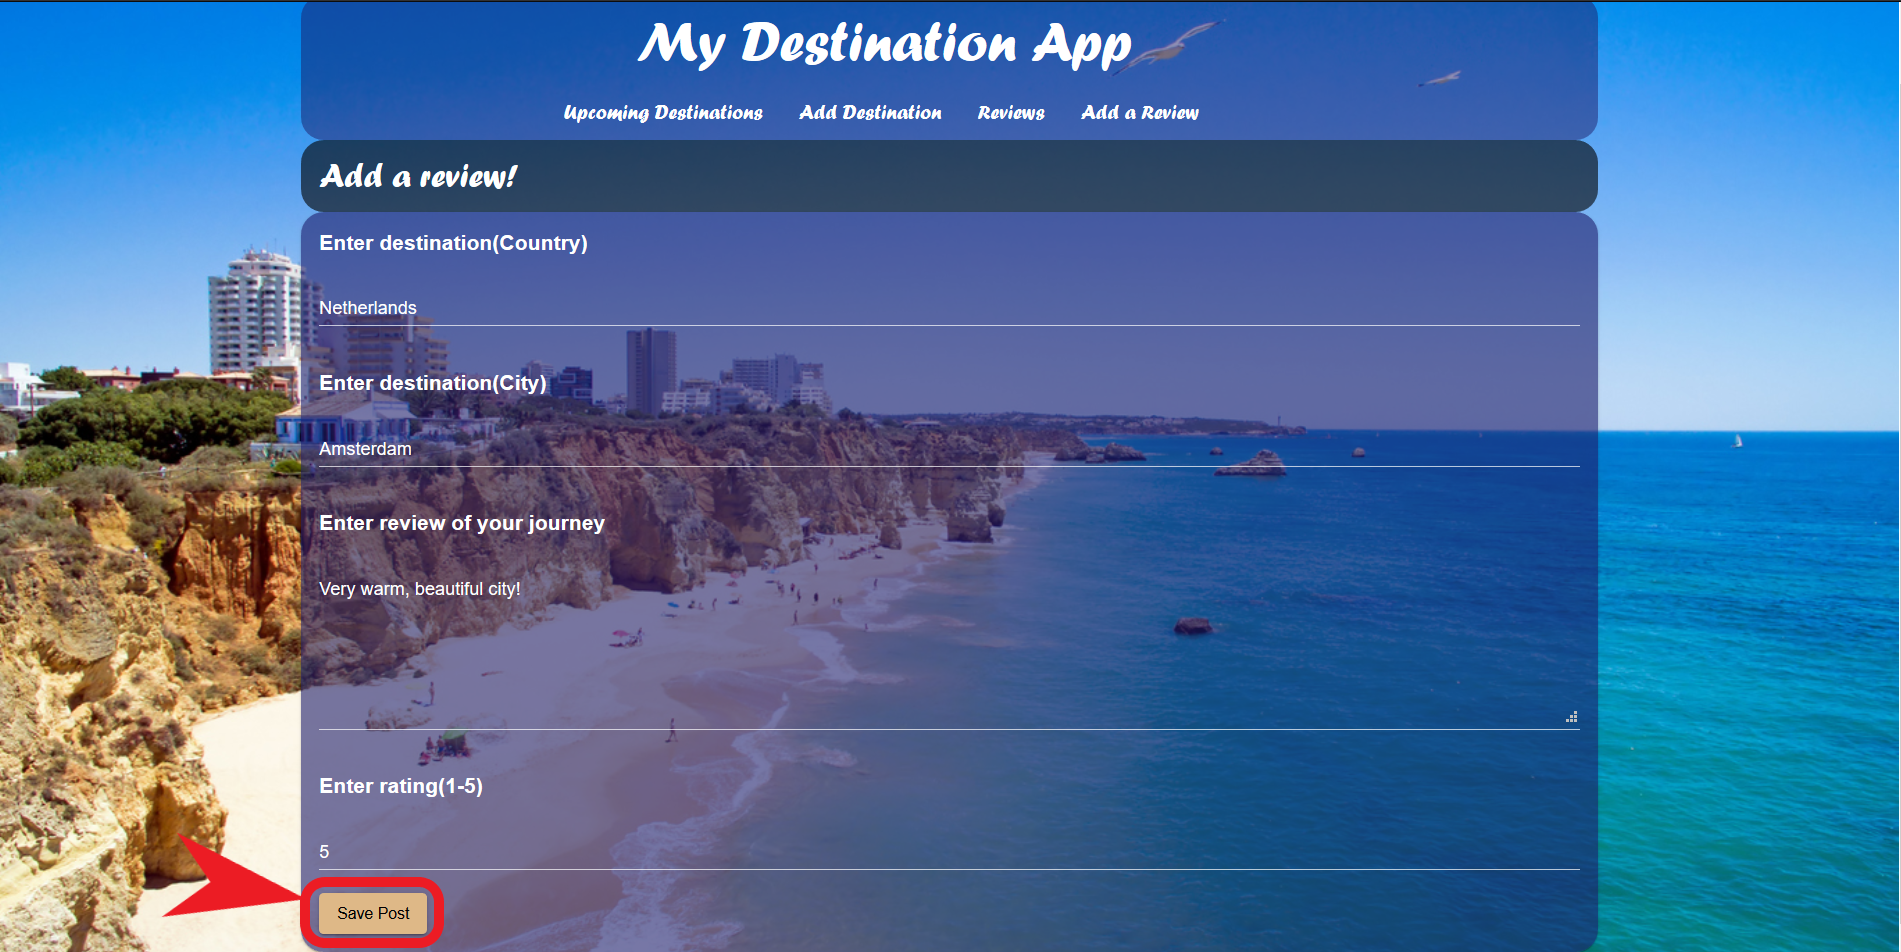 My Destination App
Upcoming Destinations Add Destination Reviews Add a Review
Add a review!
Enter destination(Country)
Netherlands
Enter destination(City)
Amsterdam
Enter review of your journey
Very warm, beautiful city!
Enter rating(1-5)
5
Save Post